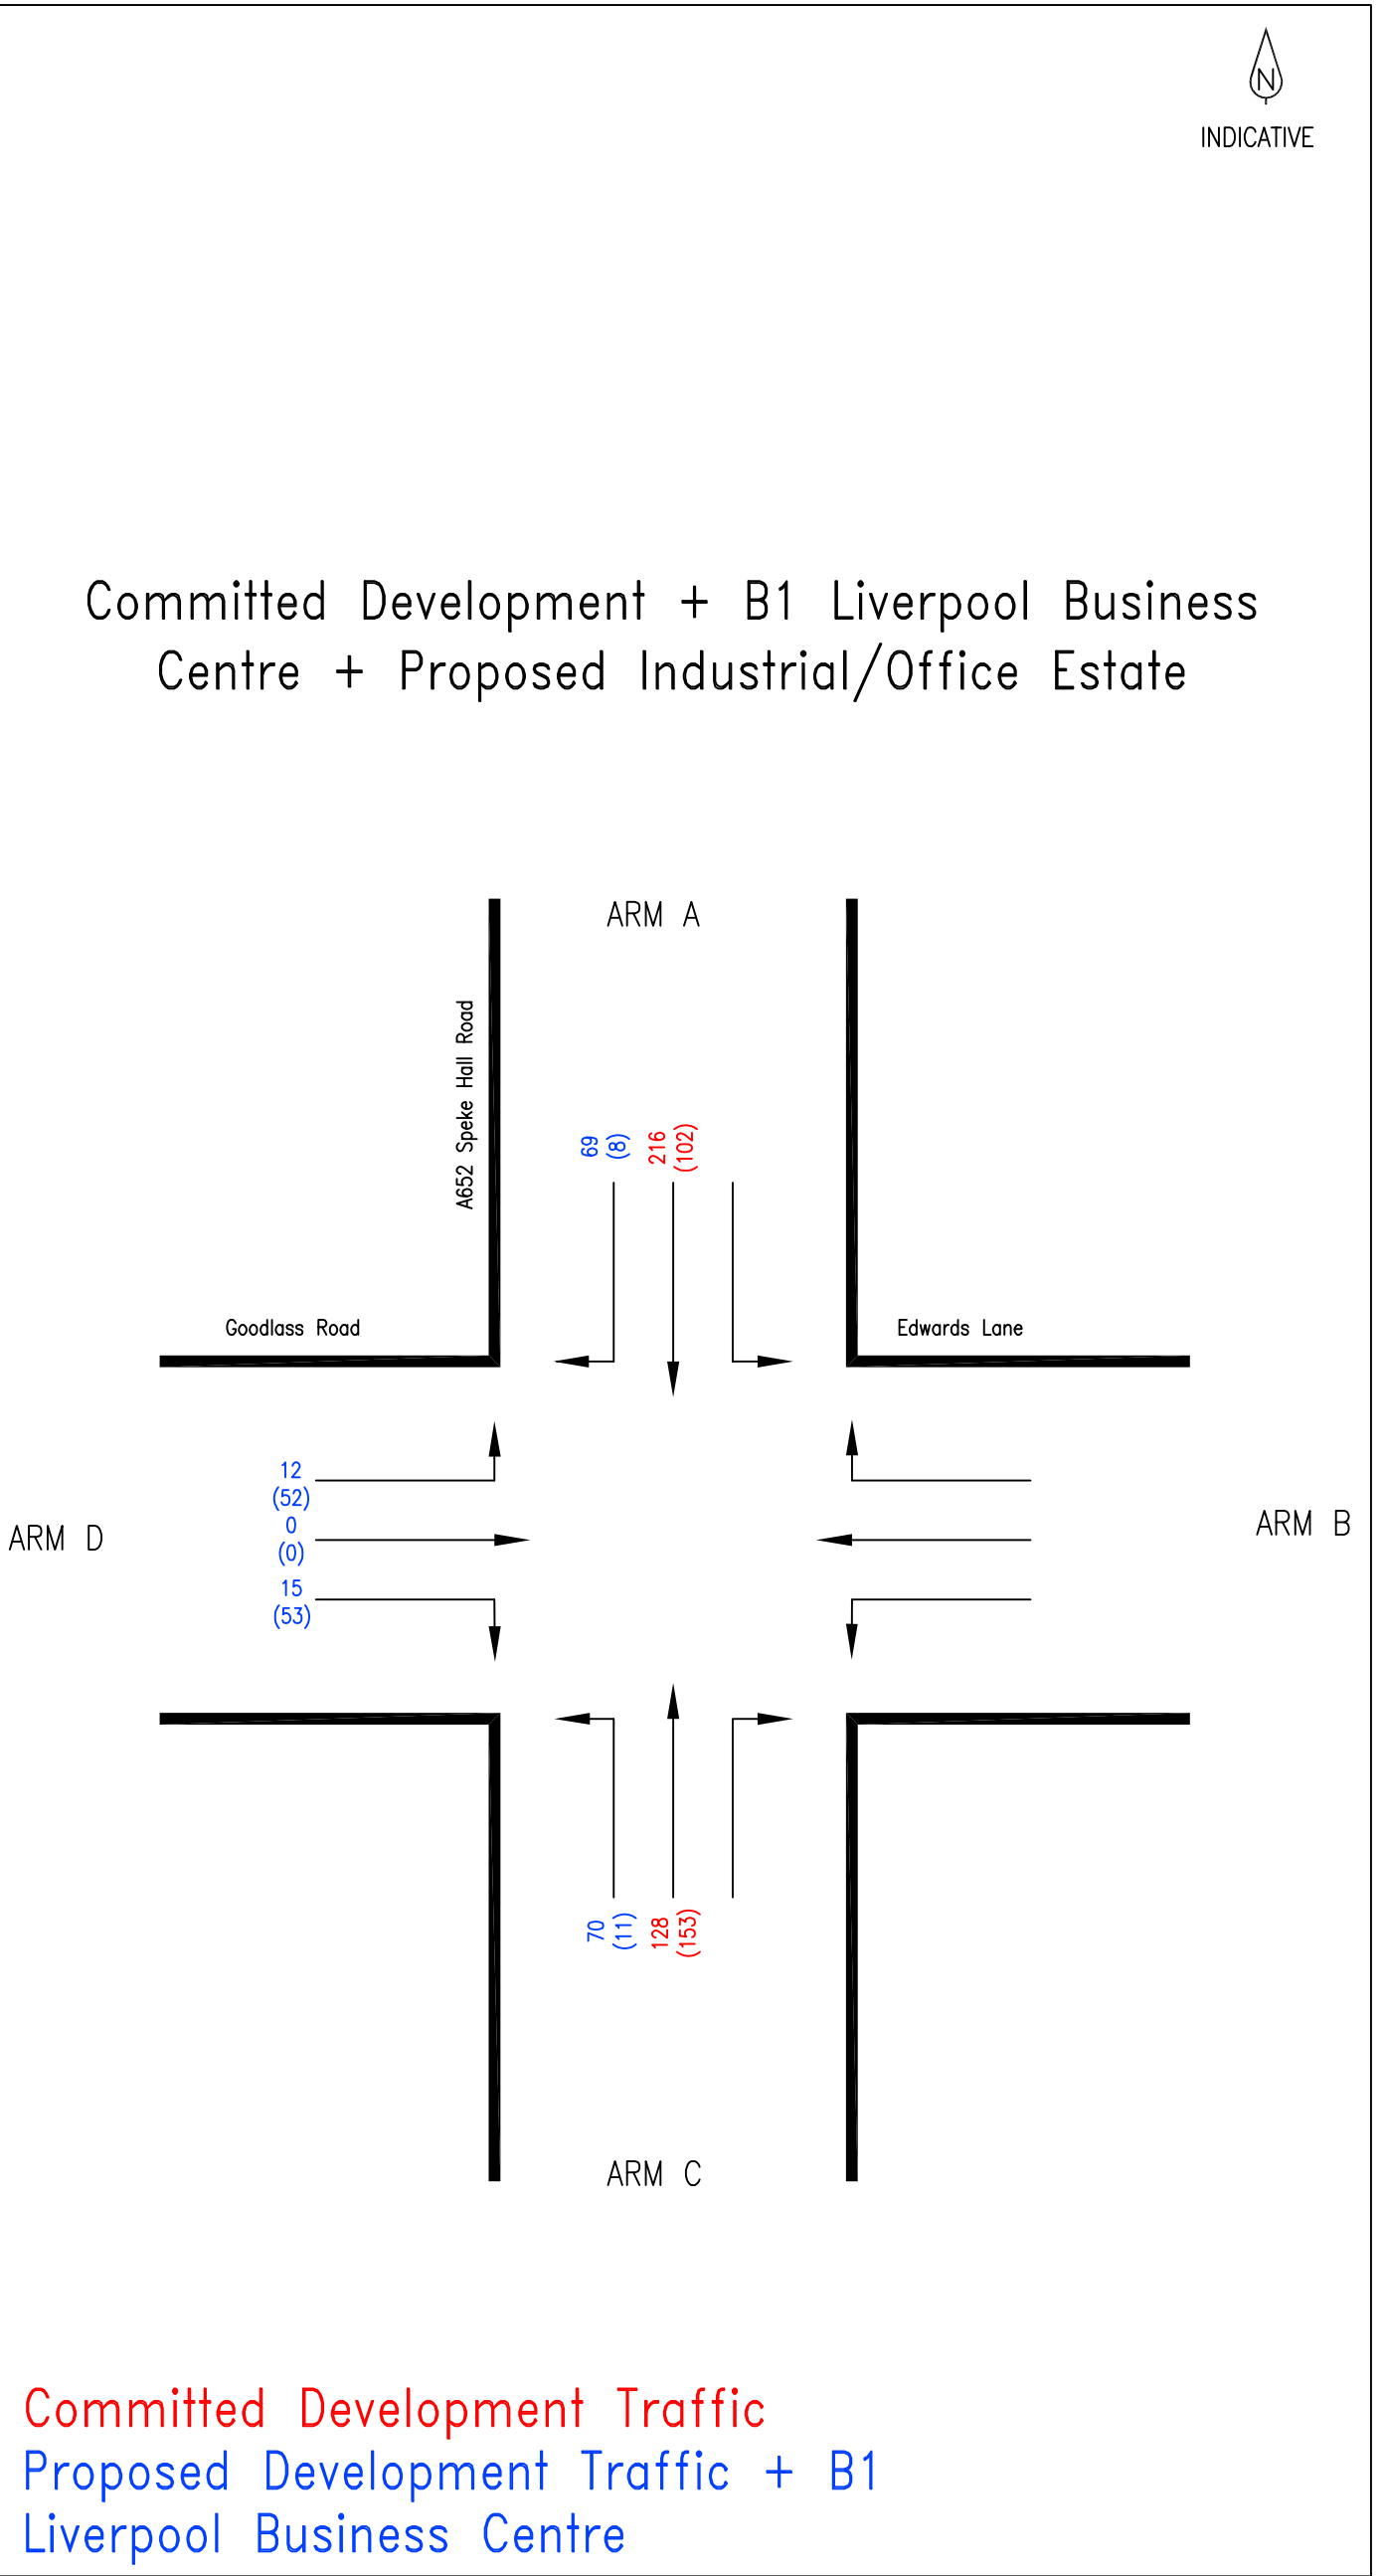 N
INDICATIVE
Committed Development + B1 Liverpool Business
Centre + Proposed Industrial/Office Estate
ARM A
A652 Speke Hall Road
69
(8)
216
(102)
Goodlass Road
Edwards Lane
12
(52)
0
(0)
15
(53)
ARM D
ARM B
70
(11)
128
(153)
ARM C
Committed Development Traffic
Proposed Development Traffic + B1
Liverpool Business Centre